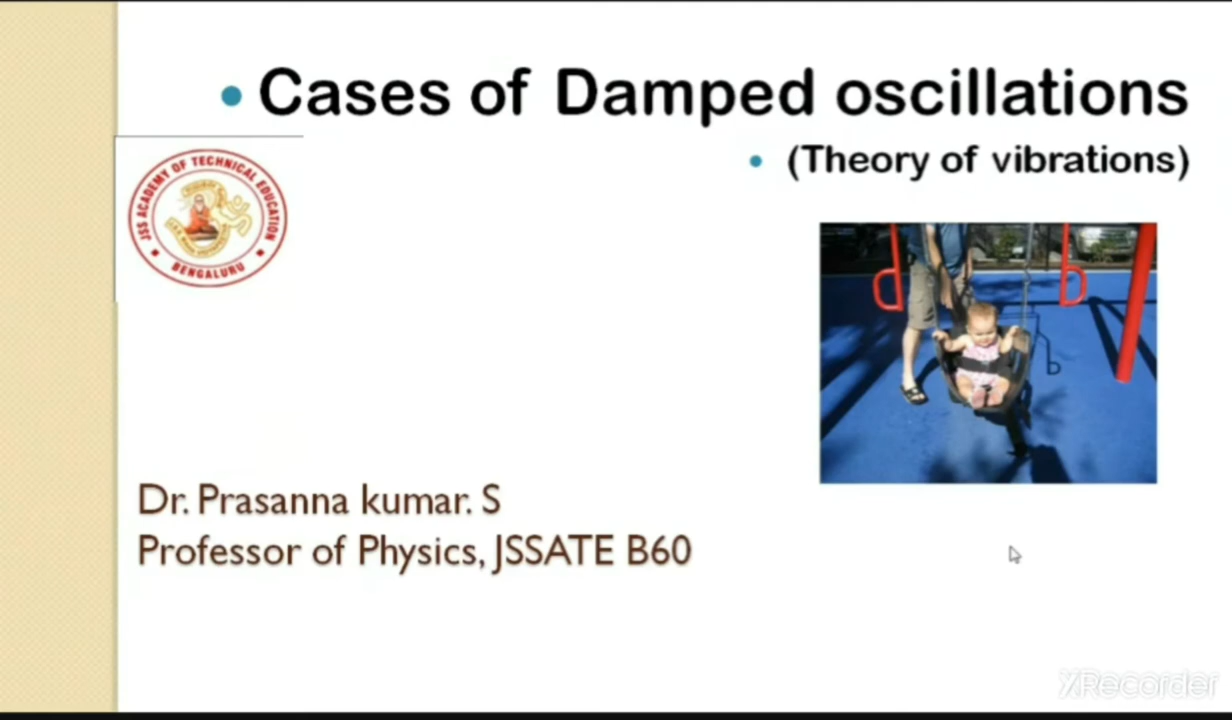 Cases of Damped oscillations
(Theory of vibrations)
JSS ACADEMY OF TECHNICAL EDUCATION
BENGALURU
Dr. Prasanna kumar. S
Professor of Physics, JSSATE B60
XRecorder